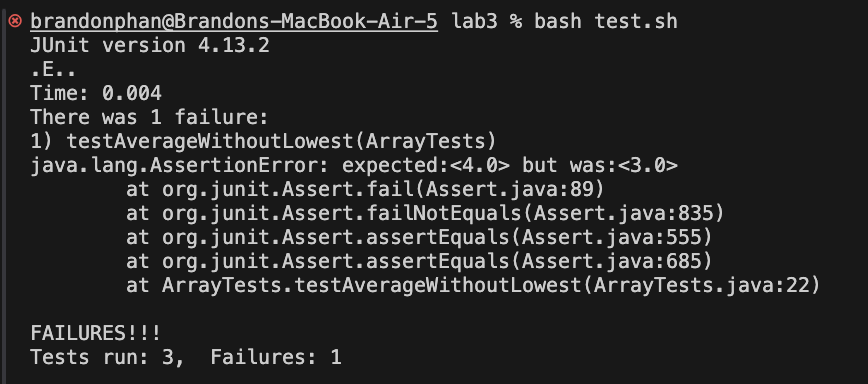 brandonphan@Brandons-MacBook-Air-5 lab3 % bash test.sh
JUnit version 4.13.2
.E..
Time: 0.004
There was 1 failure:
1) testAverageWithoutLowest(ArrayTests)
java.lang.AssertionError: expected:<4.0> but was:<3.0>
        at org.junit.Assert.fail(Assert.java:89)
        at org.junit.Assert.failNotEquals(Assert.java:835)
        at org.junit.Assert.assertEquals(Assert.java:555)
        at org.junit.Assert.assertEquals(Assert.java:685)
        at ArrayTests.testAverageWithoutLowest(ArrayTests.java:22)

FAILURES!!!
Tests run: 3,  Failures: 1